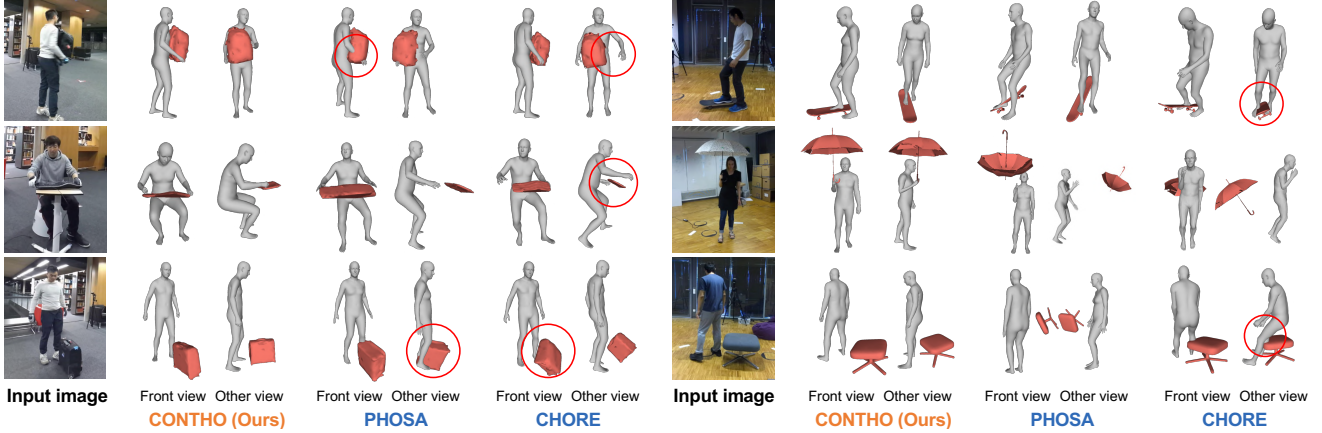 Input image Front view Other view Front view Other view Front view Other view Input image Front view Other view Front view Other view Front view Other view
CONTHO (Ours) PHOSA CHORE CONTHO (Ours) PHOSA CHORE